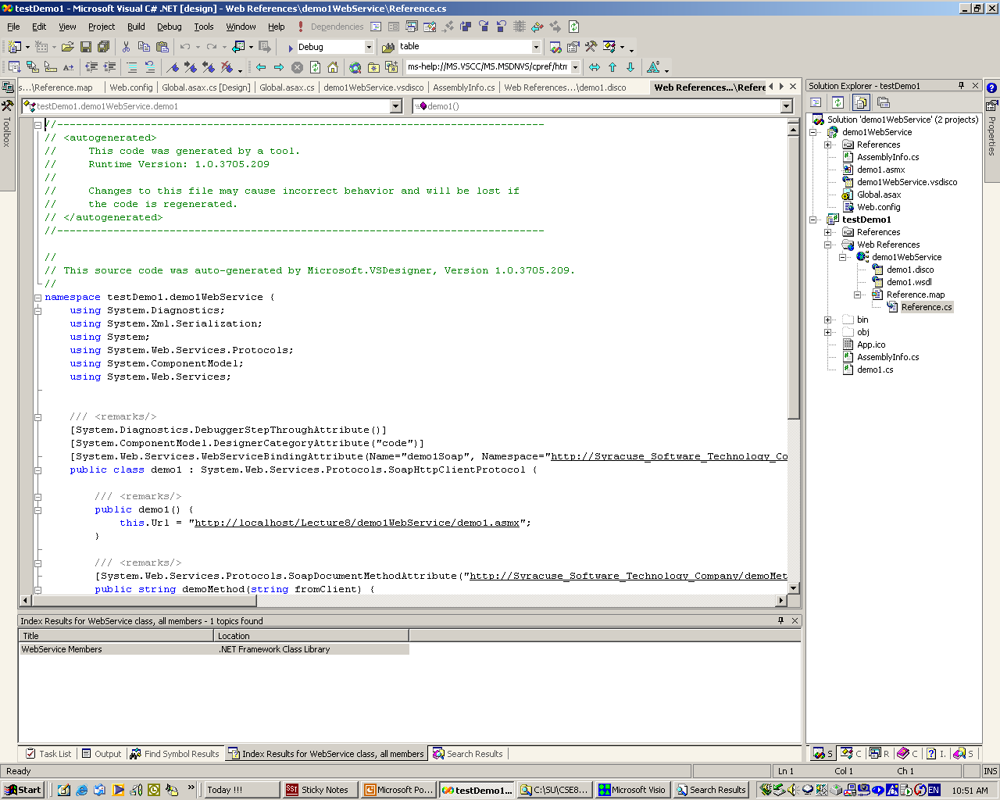 testDemo1 - Microsoft Visual C# .NET [design] - Web References\demo1WebService\Reference.cs
File Edit View Project Build Debug Tools Window Help Dependencies
Debug table
ms-help://MS.VSCC/MS.MSDNVS/cpref/htm
s...\Reference.map Web.config Global.asax.cs [Design] Global.asax.cs demo1WebService.vsdisco AssemblyInfo.cs Web References...\demo1.disco Web References...\Refere
testDemo1.demo1WebService.demo1 demo1()
//------------------------------------------------------------------------------
// <autogenerated>
//     This code was generated by a tool.
//     Runtime Version: 1.0.3705.209
//
//     Changes to this file may cause incorrect behavior and will be lost if
//     the code is regenerated.
// </autogenerated>
//------------------------------------------------------------------------------
//
// This source code was auto-generated by Microsoft.VSDesigner, Version 1.0.3705.209.
//
namespace testDemo1.demo1WebService {
using System.Diagnostics;
using System.Xml.Serialization;
using System;
using System.Web.Services.Protocols;
using System.ComponentModel;
using System.Web.Services;
/// <remarks/>
[System.Diagnostics.DebuggerStepThroughAttribute()]
[System.ComponentModel.DesignerCategoryAttribute("code")]
[System.Web.Services.WebServiceBindingAttribute(Name="demo1Soap", Namespace="http://Syracuse_Software_Technology_Co
public class demo1 : System.Web.Services.Protocols.SoapHttpClientProtocol {
/// <remarks/>
public demo1() {
this.Url = "http://localhost/Lecture8/demo1WebService/demo1.asmx";
}
/// <remarks/>
[System.Web.Services.Protocols.SoapDocumentMethodAttribute("http://Syracuse_Software_Technology_Company/demoMet
public string demoMethod(string fromClient) {
Toolbox
Solution Explorer - testDemo1
Solution 'demo1WebService' (2 projects)
demo1WebService
References
AssemblyInfo.cs
demo1.asmx
demo1WebService.vsdisco
Global.asax
Web.config
testDemo1
References
Web References
demo1WebService
demo1.disco
demo1.wsdl
Reference.map
Reference.cs
bin
obj
App.ico
AssemblyInfo.cs
demo1.cs
Properties
Index Results for WebService class, all members - 1 topics found
Title Location
WebService Members .NET Framework Class Library
Task List Output Find Symbol Results Index Results for WebService class, all members Search Results
S C R C I. S
Ready Ln 1 Col 1 Ch 1 INS
Start Today !!! Sticky Notes Microsoft Po... testDemo1... C:\SU\CSE8... Microsoft Visio Search Results EN 10:51 AM